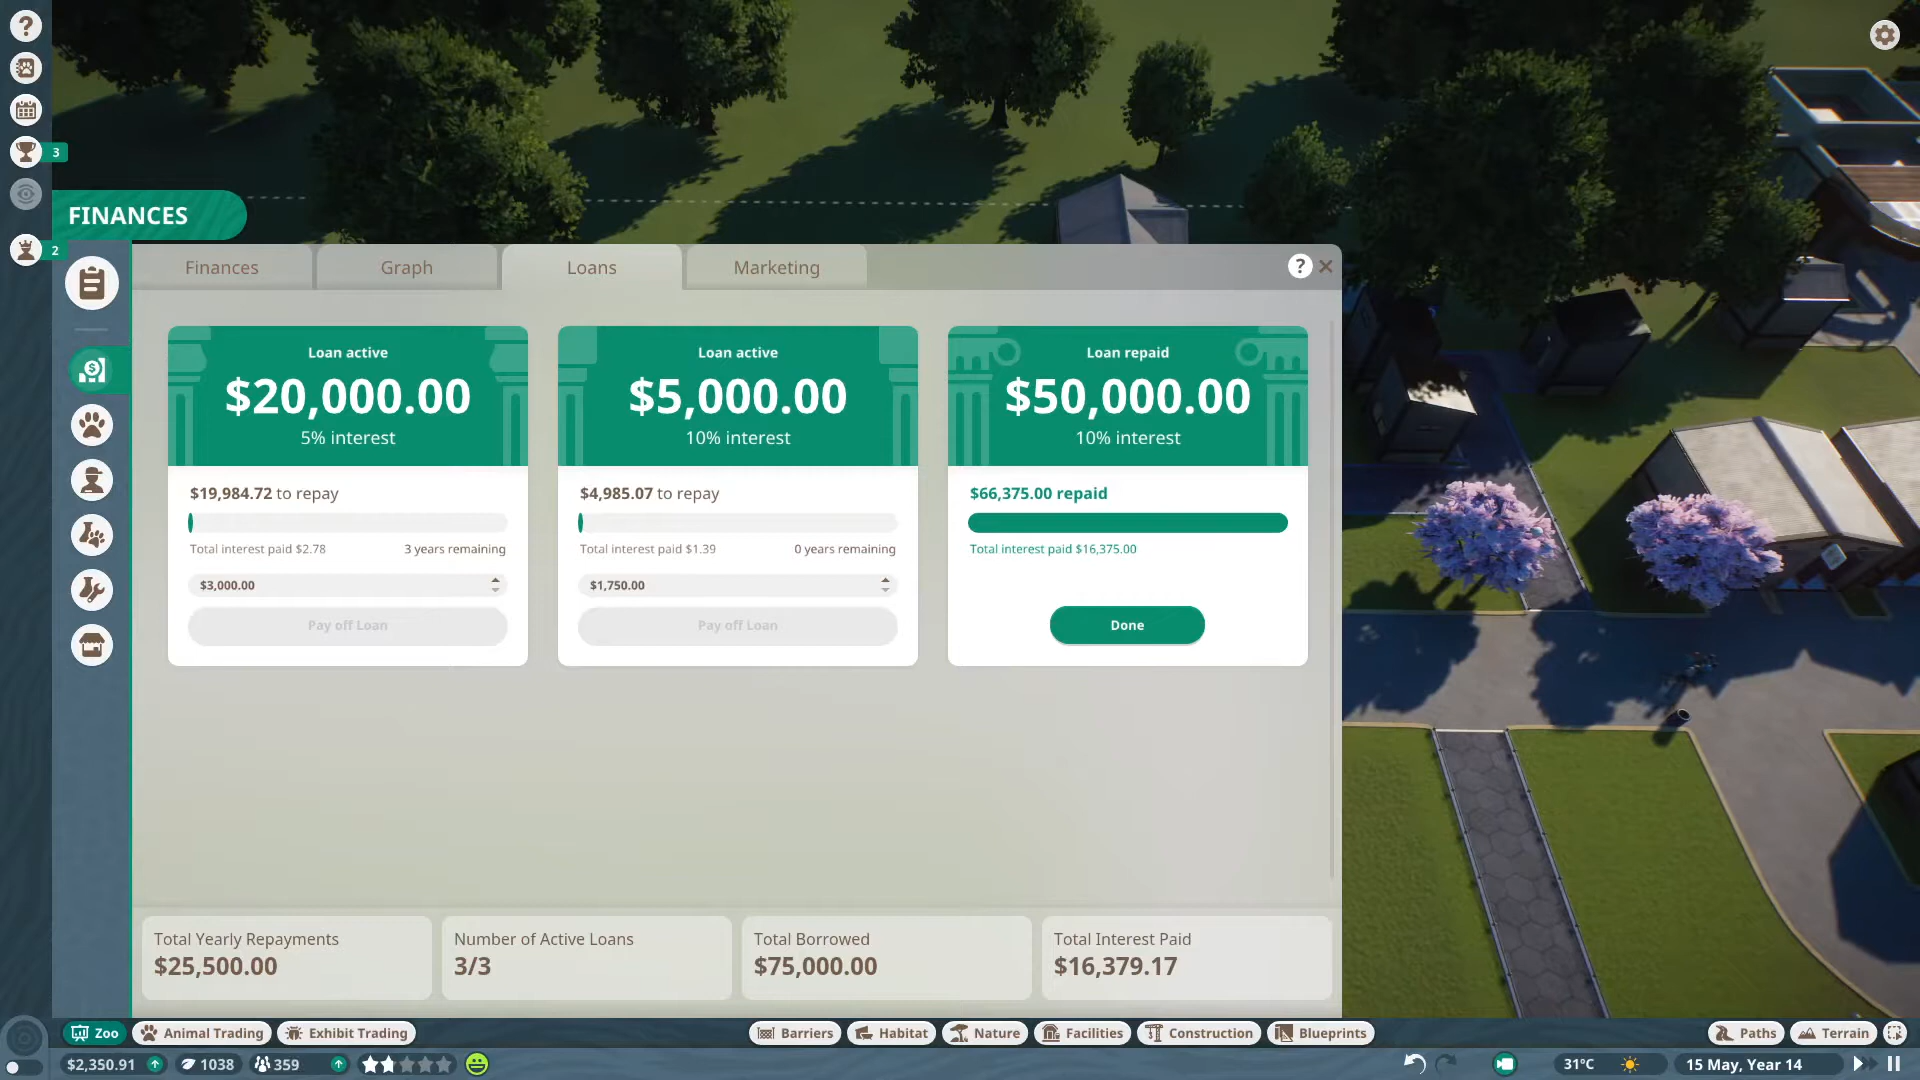 ?
3
FINANCES
2
Finances
Graph
Loans
Marketing
?
Loan active
$20,000.00
5% interest
$19,984.72 to repay
Total interest paid $2.78
3 years remaining
$3,000.00
Pay off Loan
Loan active
$5,000.00
10% interest
$4,985.07 to repay
Total interest paid $1.39
0 years remaining
$1,750.00
Pay off Loan
Loan repaid
$50,000.00
10% interest
$66,375.00 repaid
Total interest paid $16,375.00
Done
Total Yearly Repayments
$25,500.00
Number of Active Loans
3/3
Total Borrowed
$75,000.00
Total Interest Paid
$16,379.17
Zoo
Animal Trading
Exhibit Trading
Barriers
Habitat
Nature
Facilities
Construction
Blueprints
Paths
Terrain
$2,350.91
1038
359
31°C
15 May, Year 14